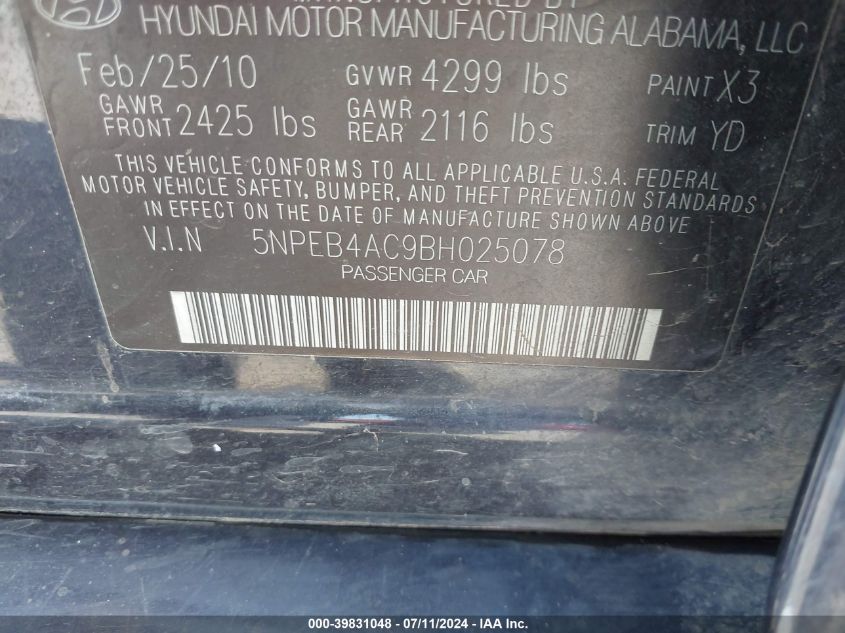 MANUFACTURED BY
HYUNDAI MOTOR MANUFACTURING ALABAMA, LLC
Feb/25/10 GVWR 4299 lbs PAINT X3
GAWR FRONT 2425 lbs GAWR REAR 2116 lbs TRIM YD
THIS VEHICLE CONFORMS TO ALL APPLICABLE U.S.A. FEDERAL
MOTOR VEHICLE SAFETY, BUMPER, AND THEFT PREVENTION STANDARDS
IN EFFECT ON THE DATE OF MANUFACTURE SHOWN ABOVE
V.I.N 5NPEB4AC9BH025078
PASSENGER CAR
000-39831048 - 07/11/2024 - IAA Inc.